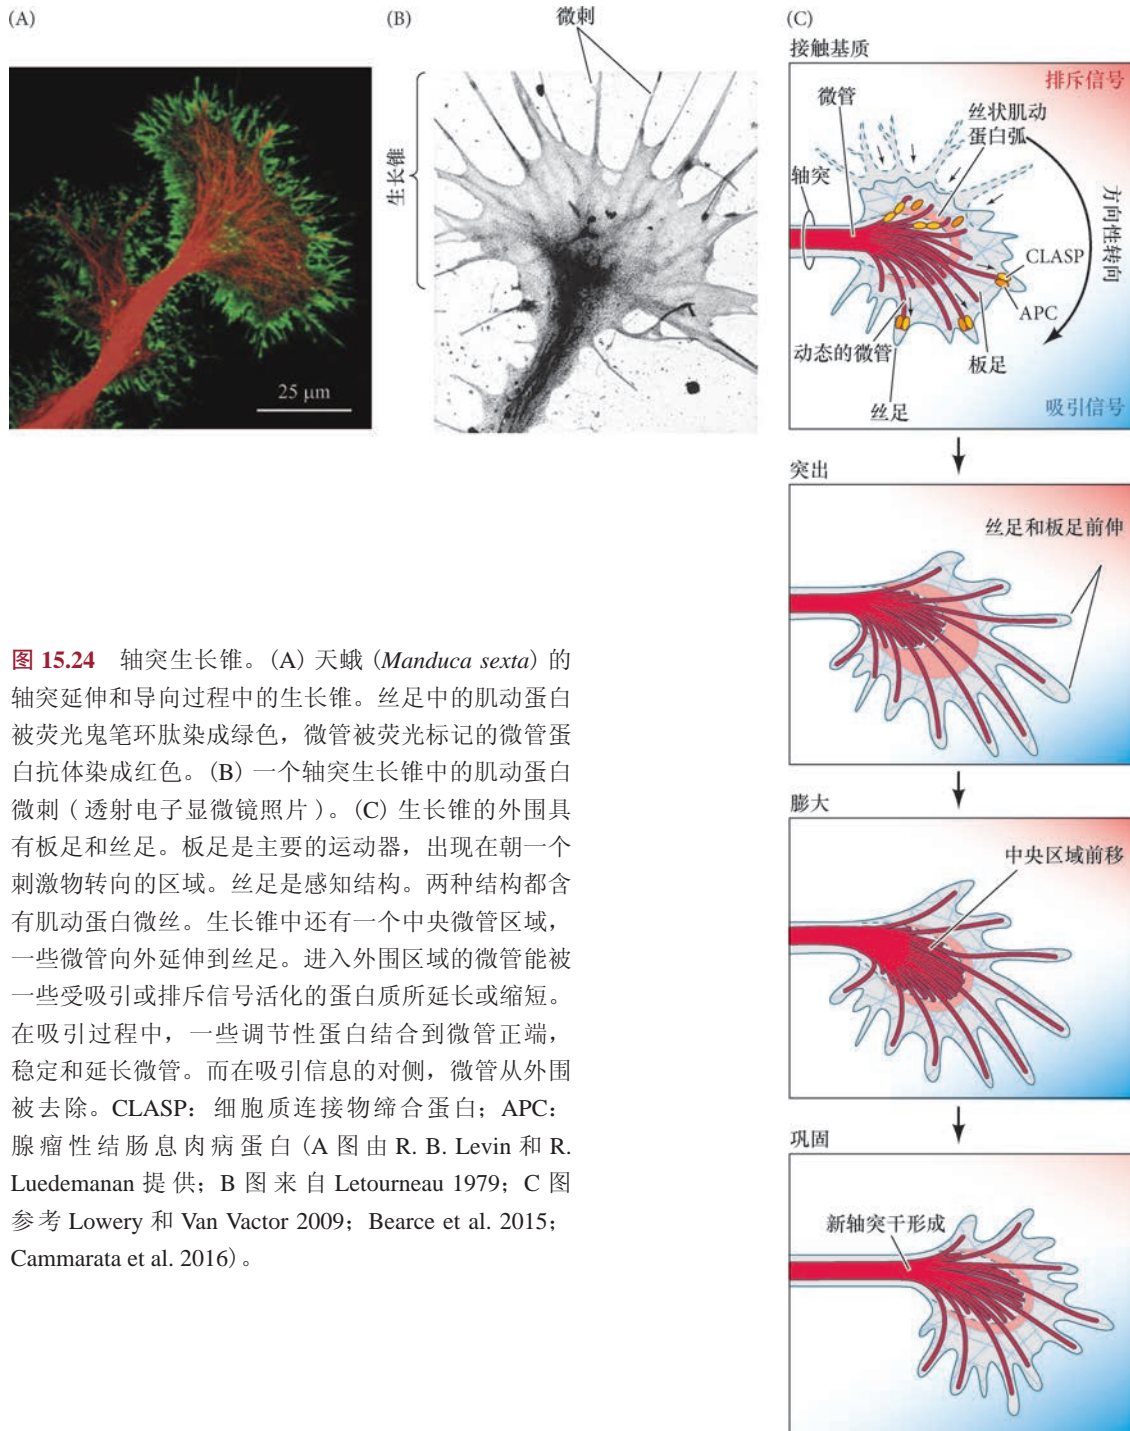 (A)
25 μm
(B)
微刺
生长锥
(C)
接触基质
排斥信号
微管
丝状肌动
蛋白弧
轴突
方向性转向
CLASP
APC
动态的微管
板足
丝足
吸引信号
突出
丝足和板足前伸
膨大
中央区域前移
巩固
新轴突干形成
图 15.24 轴突生长锥。(A) 天蛾 (Manduca sexta) 的
轴突延伸和导向过程中的生长锥。丝足中的肌动蛋白
被荧光鬼笔环肽染成绿色，微管被荧光标记的微管蛋
白抗体染成红色。(B) 一个轴突生长锥中的肌动蛋白
微刺 ( 透射电子显微镜照片 )。(C) 生长锥的外围具
有板足和丝足。板足是主要的运动器，出现在朝一个
刺激物转向的区域。丝足是感知结构。两种结构都含
有肌动蛋白微丝。生长锥中还有一个中央微管区域，
一些微管向外延伸到丝足。进入外围区域的微管能被
一些受吸引或排斥信号活化的蛋白质所延长或缩短。
在吸引过程中，一些调节性蛋白结合到微管正端，
稳定和延长微管。而在吸引信息的对侧，微管从外围
被去除。CLASP：细胞质连接物缔合蛋白；APC：
腺瘤性结肠息肉病蛋白 (A 图由 R. B. Levin 和 R.
Luedemanan 提供；B 图来自 Letourneau 1979；C 图
参考 Lowery 和 Van Vactor 2009；Bearce et al. 2015；
Cammarata et al. 2016)。